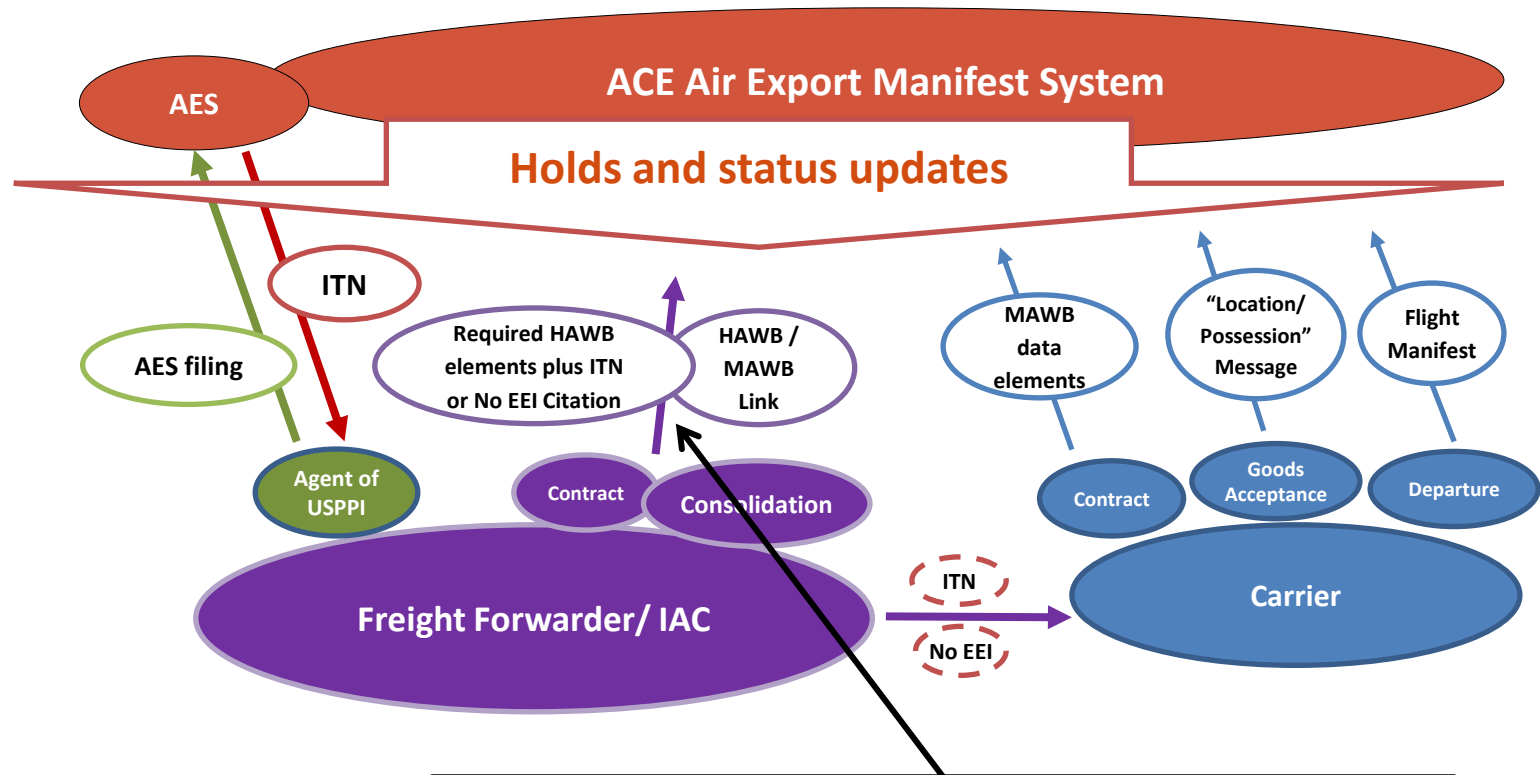 ACE Air Export Manifest System
AES
Holds and status updates
ITN
AES filing
Required HAWB
elements plus ITN
or No EEI Citation
HAWB /
MAWB
Link
MAWB
data
elements
“Location/
Possession”
Message
Flight
Manifest
Agent of
USPPI
Contract
Consolidation
Contract
Goods
Acceptance
Departure
Freight Forwarder/ IAC
ITN
No EEI
Carrier